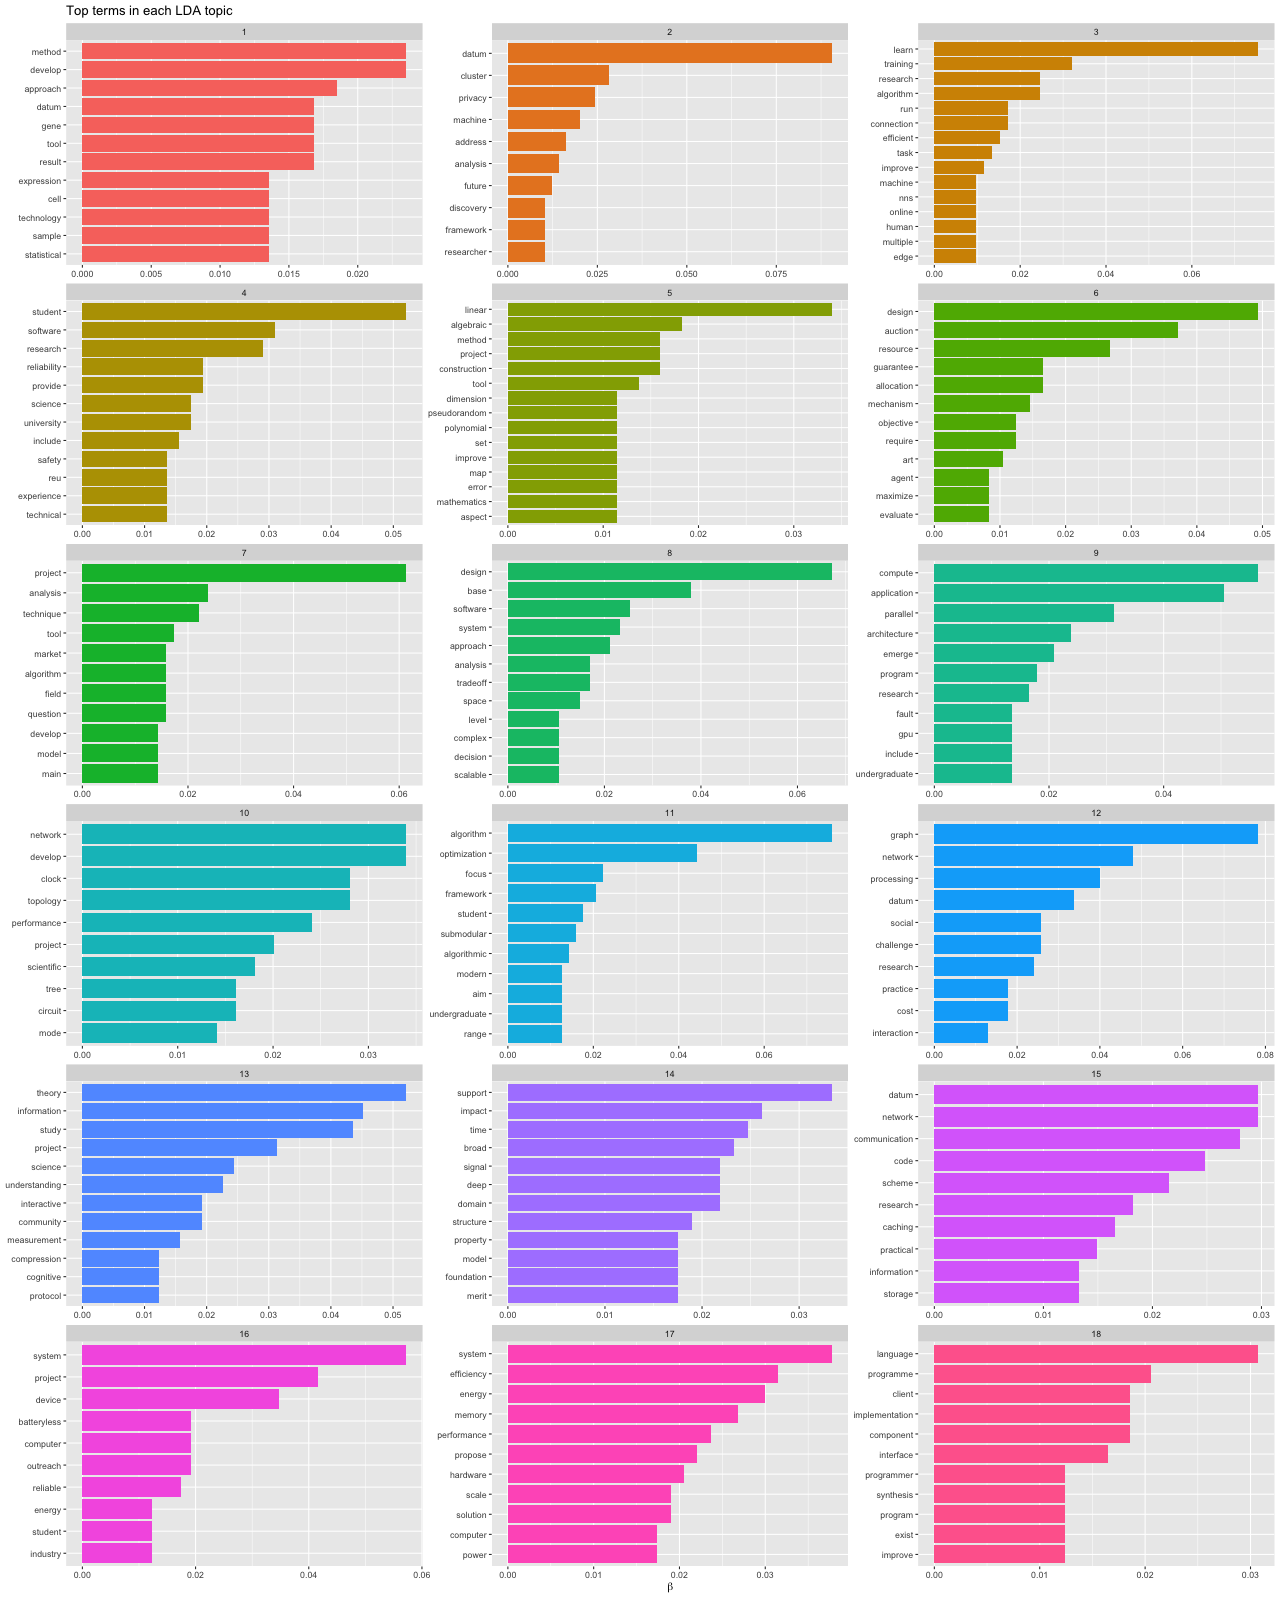 Top terms in each LDA topic
1
method
develop
approach
datum
gene
tool
result
expression
cell
technology
sample
statistical
0.000 0.005 0.010 0.015 0.020
2
datum
cluster
privacy
machine
address
analysis
future
discovery
framework
researcher
0.000 0.025 0.050 0.075
3
learn
training
research
algorithm
run
connection
efficient
task
improve
machine
nns
online
human
multiple
edge
0.00 0.02 0.04 0.06
4
student
software
research
reliability
provide
science
university
include
safety
reu
experience
technical
0.00 0.01 0.02 0.03 0.04 0.05
5
linear
algebraic
method
project
construction
tool
dimension
pseudorandom
polynomial
set
improve
map
error
mathematics
aspect
0.00 0.01 0.02 0.03
6
design
auction
resource
guarantee
allocation
mechanism
objective
require
art
agent
maximize
evaluate
0.00 0.01 0.02 0.03 0.04 0.05
7
project
analysis
technique
tool
market
algorithm
field
question
develop
model
main
0.00 0.02 0.04 0.06
8
design
base
software
system
approach
analysis
tradeoff
space
level
complex
decision
scalable
0.00 0.02 0.04 0.06
9
compute
application
parallel
architecture
emerge
program
research
fault
gpu
include
undergraduate
0.00 0.02 0.04
10
network
develop
clock
topology
performance
project
scientific
tree
circuit
mode
0.00 0.01 0.02 0.03
11
algorithm
optimization
focus
framework
student
submodular
algorithmic
modern
aim
undergraduate
range
0.00 0.02 0.04 0.06
12
graph
network
processing
datum
social
challenge
research
practice
cost
interaction
0.00 0.02 0.04 0.06 0.08
13
theory
information
study
project
science
understanding
interactive
community
measurement
compression
cognitive
protocol
0.00 0.01 0.02 0.03 0.04 0.05
14
support
impact
time
broad
signal
deep
domain
structure
property
model
foundation
merit
0.00 0.01 0.02 0.03
15
datum
network
communication
code
scheme
research
caching
practical
information
storage
0.00 0.01 0.02 0.03
16
system
project
device
batteryless
computer
outreach
reliable
energy
student
industry
0.00 0.02 0.04 0.06
17
system
efficiency
energy
memory
performance
propose
hardware
scale
solution
computer
power
0.00 0.01 0.02 0.03
18
language
programme
client
implementation
component
interface
programmer
synthesis
program
exist
improve
0.00 0.01 0.02 0.03
β